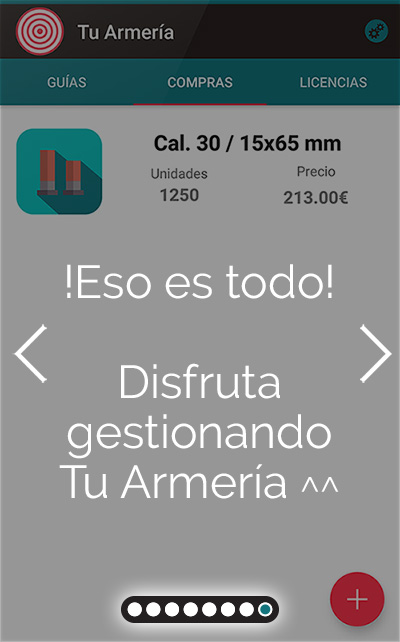 Tu Armería
GUÍAS COMPRAS LICENCIAS
Cal. 30 / 15x65 mm
Unidades Precio
1250 213.00€
!Eso es todo!
Disfruta
gestionando
Tu Armería ^^